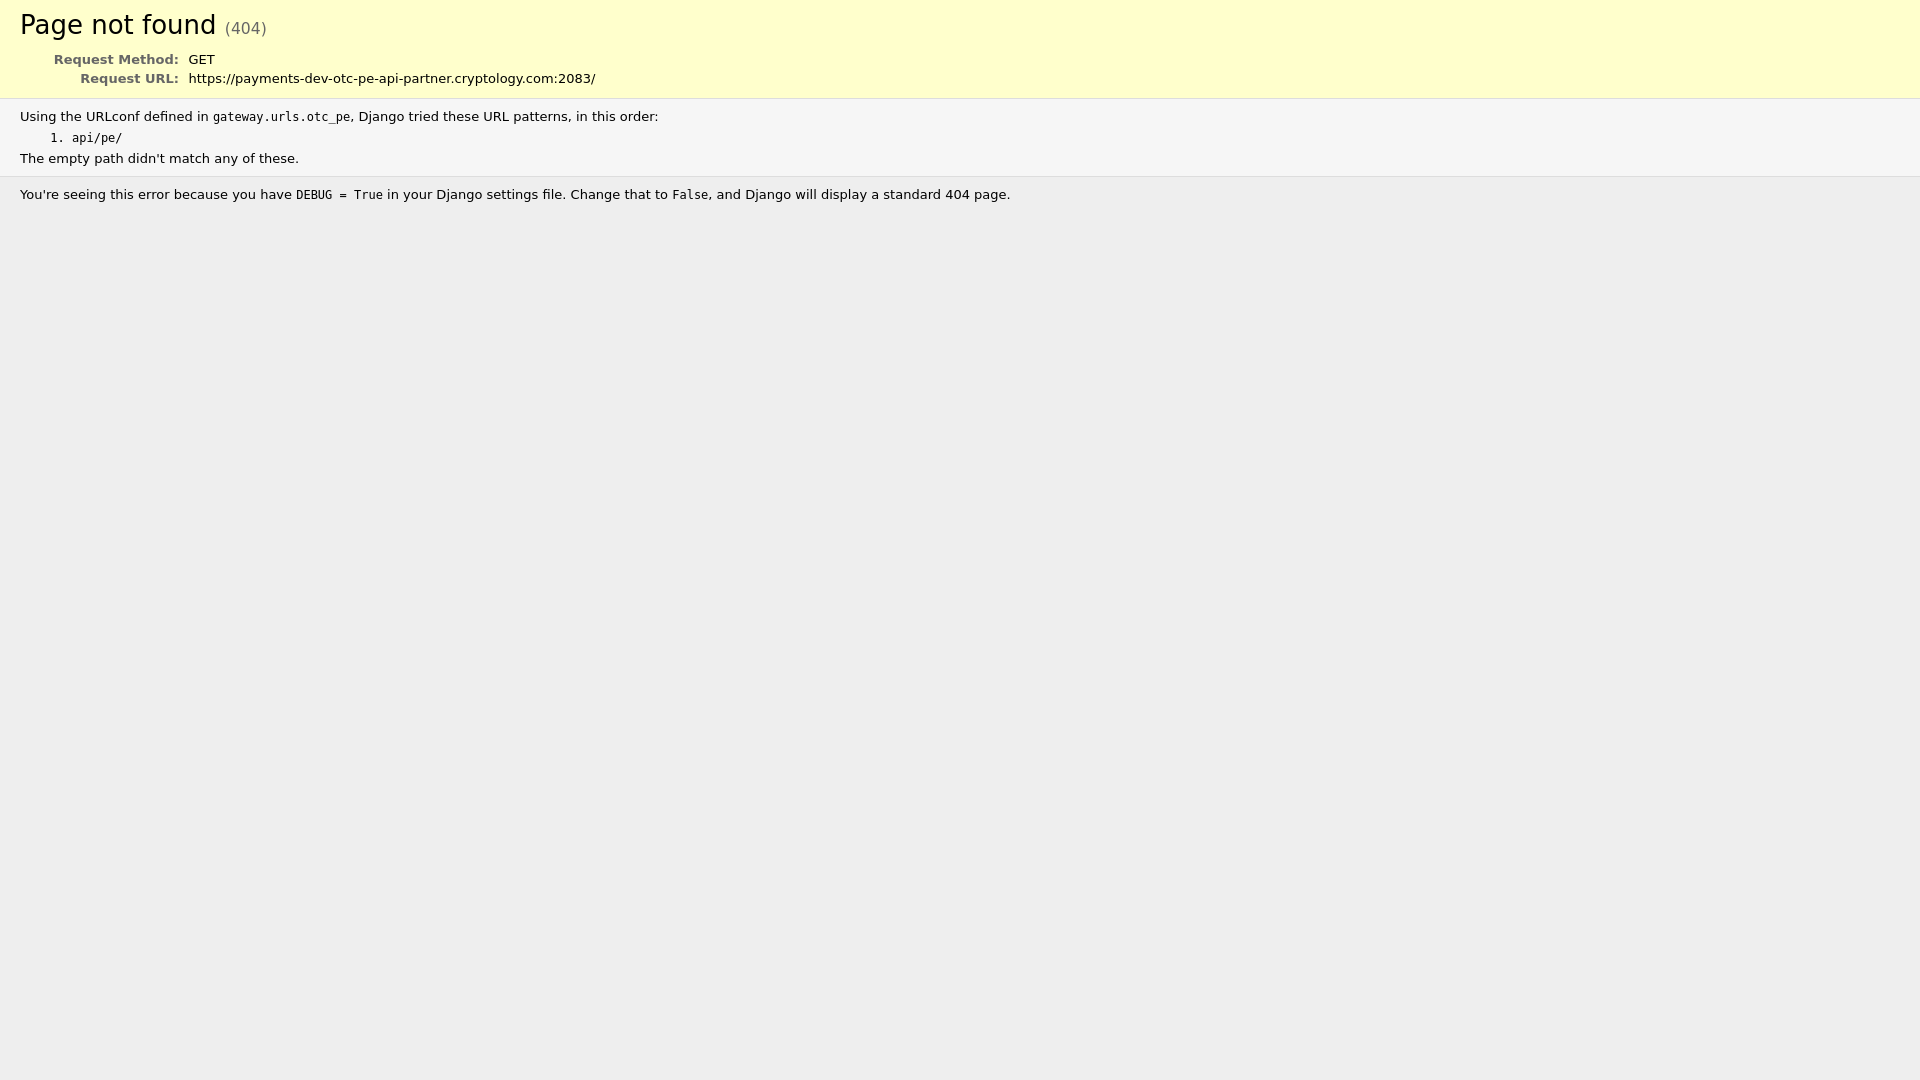 Page not found (404)
Request Method: GET
Request URL: https://payments-dev-otc-pe-api-partner.cryptology.com:2083/
Using the URLconf defined in gateway.urls.otc_pe, Django tried these URL patterns, in this order:
1. api/pe/
The empty path didn't match any of these.
You're seeing this error because you have DEBUG = True in your Django settings file. Change that to False, and Django will display a standard 404 page.